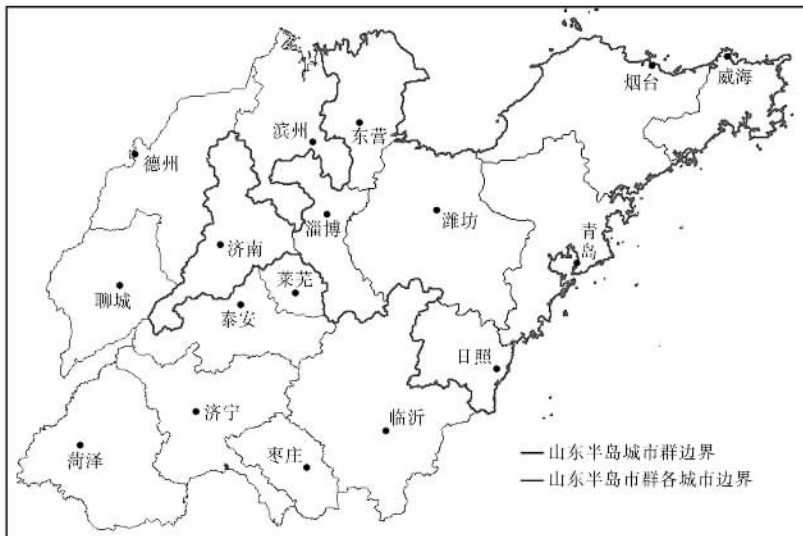 烟台
威海
滨州
东营
德州
淄博
潍坊
青
岛
济南
莱芜
聊城
泰安
日照
济宁
临沂
菏泽
枣庄
山东半岛城市群边界
山东半岛市群各城市边界